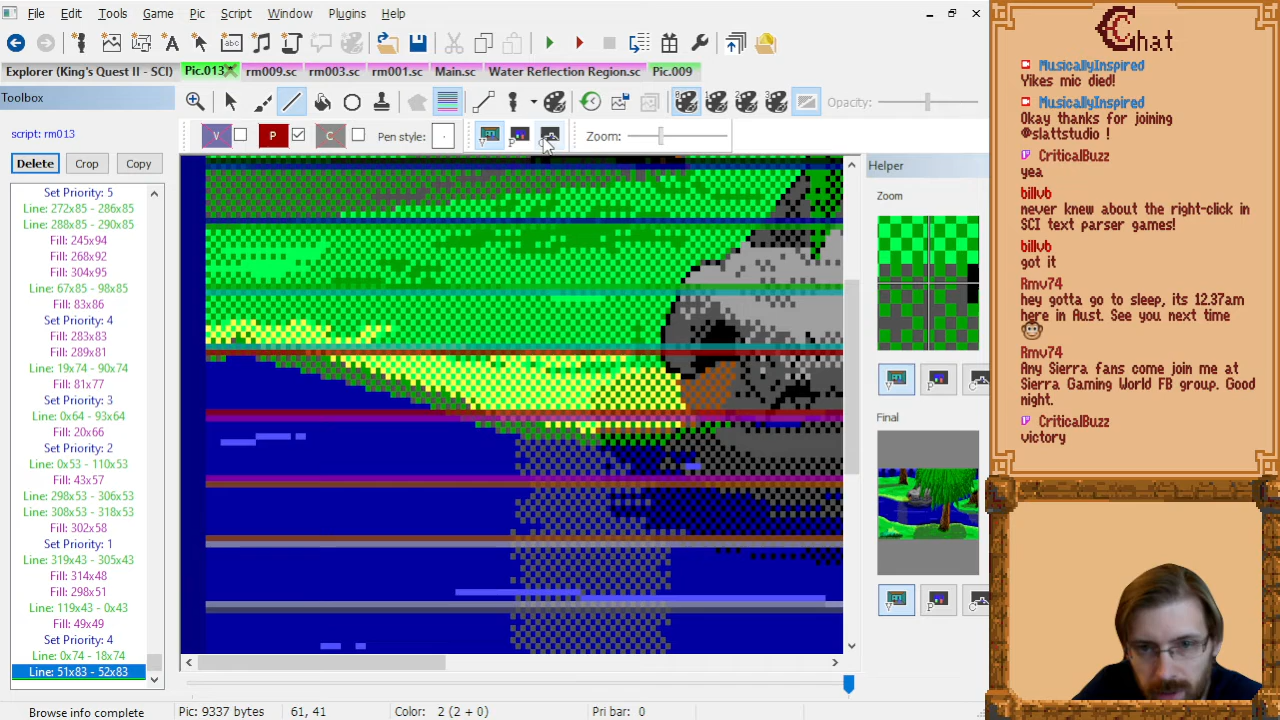 File Edit Tools Game Pic Script Window Plugins Help
Explorer (King's Quest II - SCI) Pic.013 rm009.sc rm003.sc rm001.sc Main.sc Water Reflection Region.sc Pic.009
Toolbox
Opacity:
script: rm013
V P C Pen style: V P Zoom:
Delete Crop Copy
Set Priority: 5
Line: 272x85 - 286x85
Line: 288x85 - 290x85
Fill: 245x94
Fill: 268x92
Fill: 304x95
Line: 67x85 - 98x85
Fill: 83x86
Set Priority: 4
Fill: 283x83
Fill: 289x81
Line: 19x74 - 90x74
Fill: 81x77
Set Priority: 3
Line: 0x64 - 93x64
Fill: 20x66
Set Priority: 2
Line: 0x53 - 110x53
Fill: 43x57
Line: 298x53 - 306x53
Line: 308x53 - 318x53
Fill: 302x58
Set Priority: 1
Line: 319x43 - 305x43
Fill: 314x48
Fill: 298x51
Line: 119x43 - 0x43
Fill: 49x49
Set Priority: 4
Line: 0x74 - 18x74
Line: 51x83 - 52x83
Helper
Zoom
V P C
Final
V P C
Browse info complete Pic: 9337 bytes 61, 41 Color: 2 (2 + 0) Pri bar: 0
Chat
MusicallyInspired
Yikes mic died!
MusicallyInspired
Okay thanks for joining
@slattstudio !
CriticalBuzz
yea.
billvb
never knew about the right-click in
SCI text parser games!
billvb
got it
Rmv74
hey gotta go to sleep, its 12.37am
here in Aust. See you next time
Rmv74
Any Sierra fans come join me at
Sierra Gaming World FB group. Good
night.
CriticalBuzz
victory